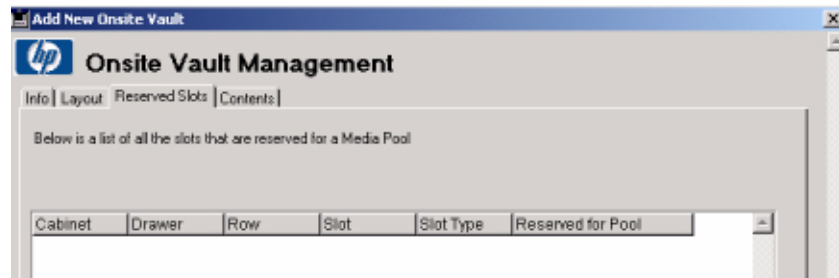 Add New Onsite Vault
hp Onsite Vault Management
Info Layout Reserved Slots Contents
Below is a list of all the slots that are reserved for a Media Pool
Cabinet Drawer Row Slot Slot Type Reserved for Pool